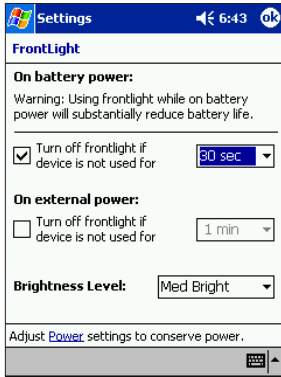 Settings 6:43 ok
FrontLight
On battery power:
Warning: Using frontlight while on battery
power will substantially reduce battery life.
Turn off frontlight if
device is not used for 30 sec
On external power:
Turn off frontlight if
device is not used for 1 min
Brightness Level: Med Bright
Adjust Power settings to conserve power.